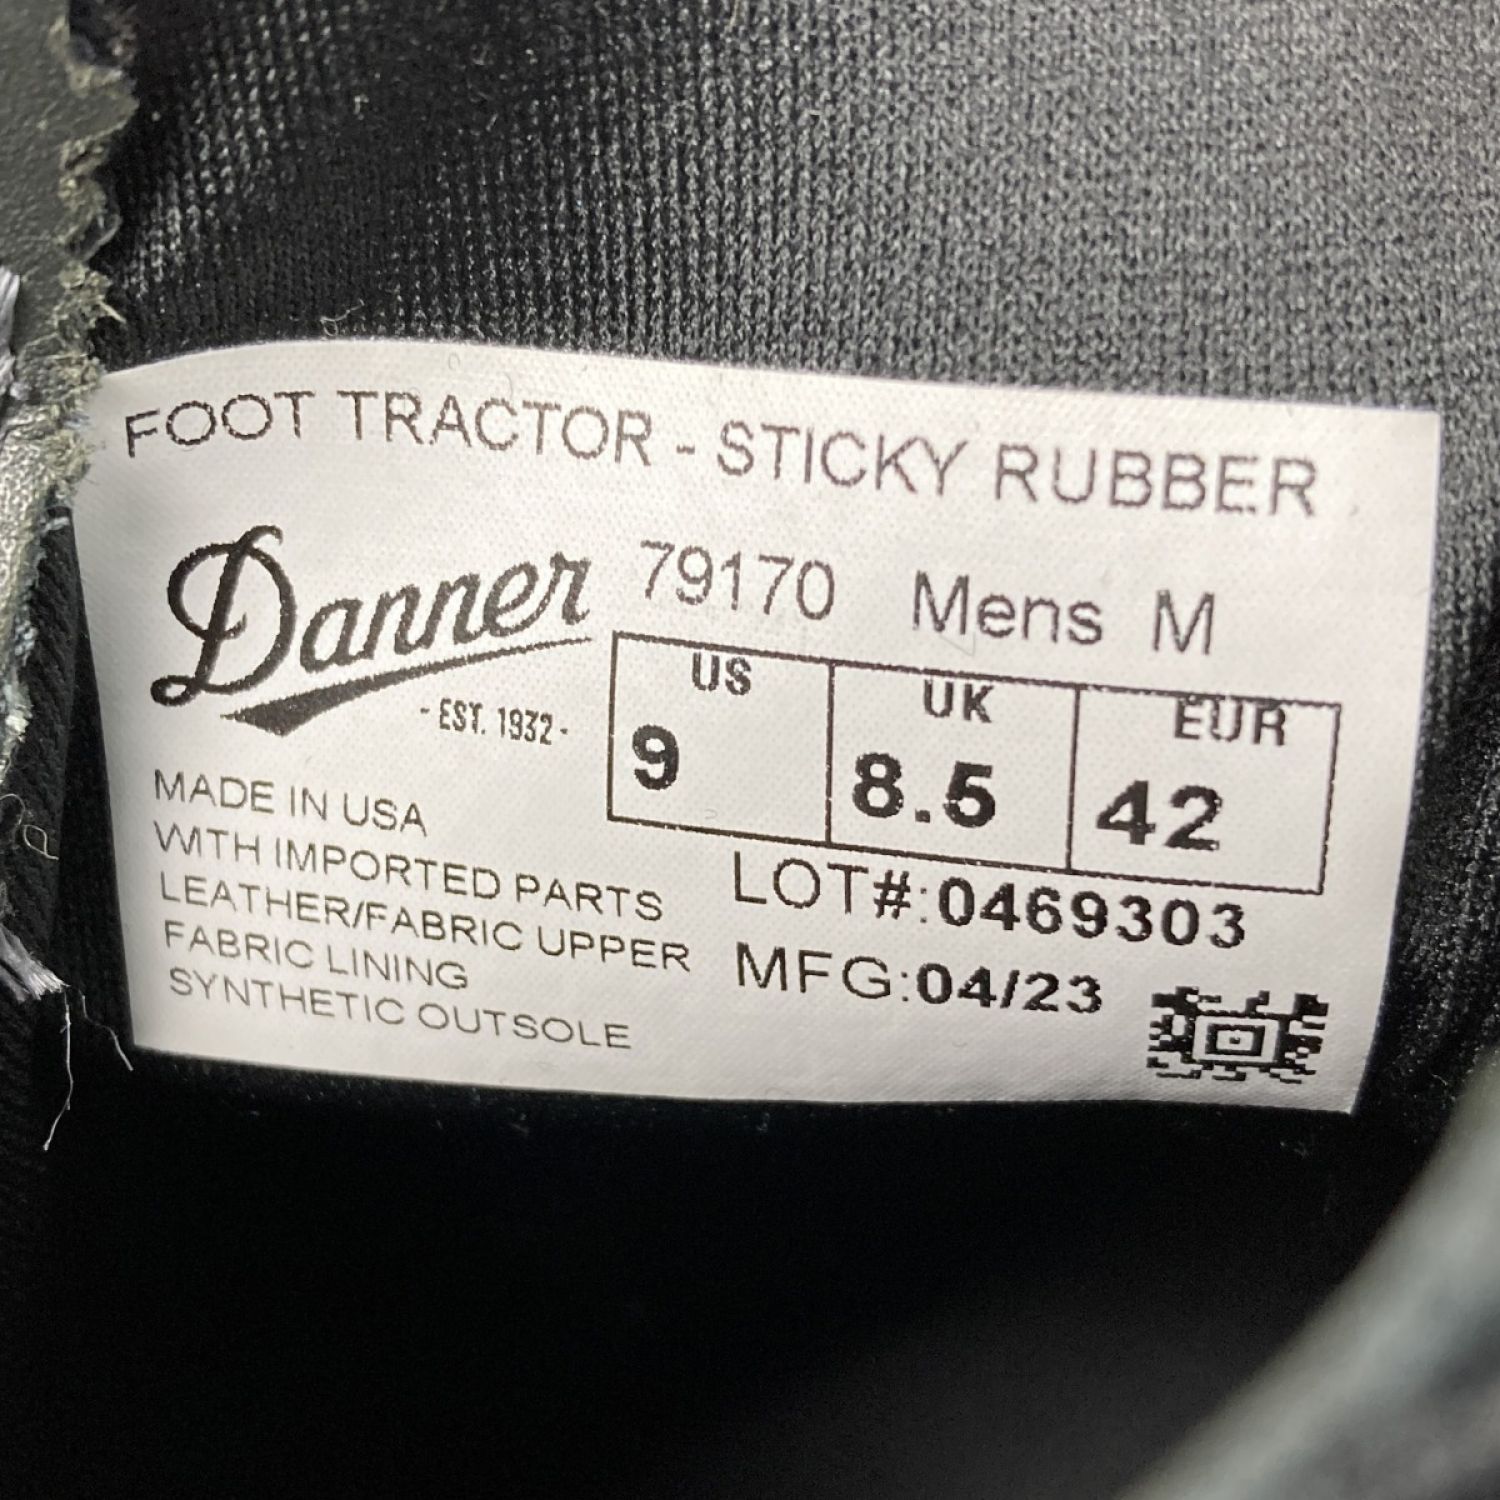 FOOT TRACTOR - STICKY RUBBER
Danner
- EST. 1932 -
79170 Mens M
US UK EUR
9 8.5 42
MADE IN USA
WITH IMPORTED PARTS
LEATHER/FABRIC UPPER
FABRIC LINING
SYNTHETIC OUTSOLE
LOT#:0469303
MFG:04/23